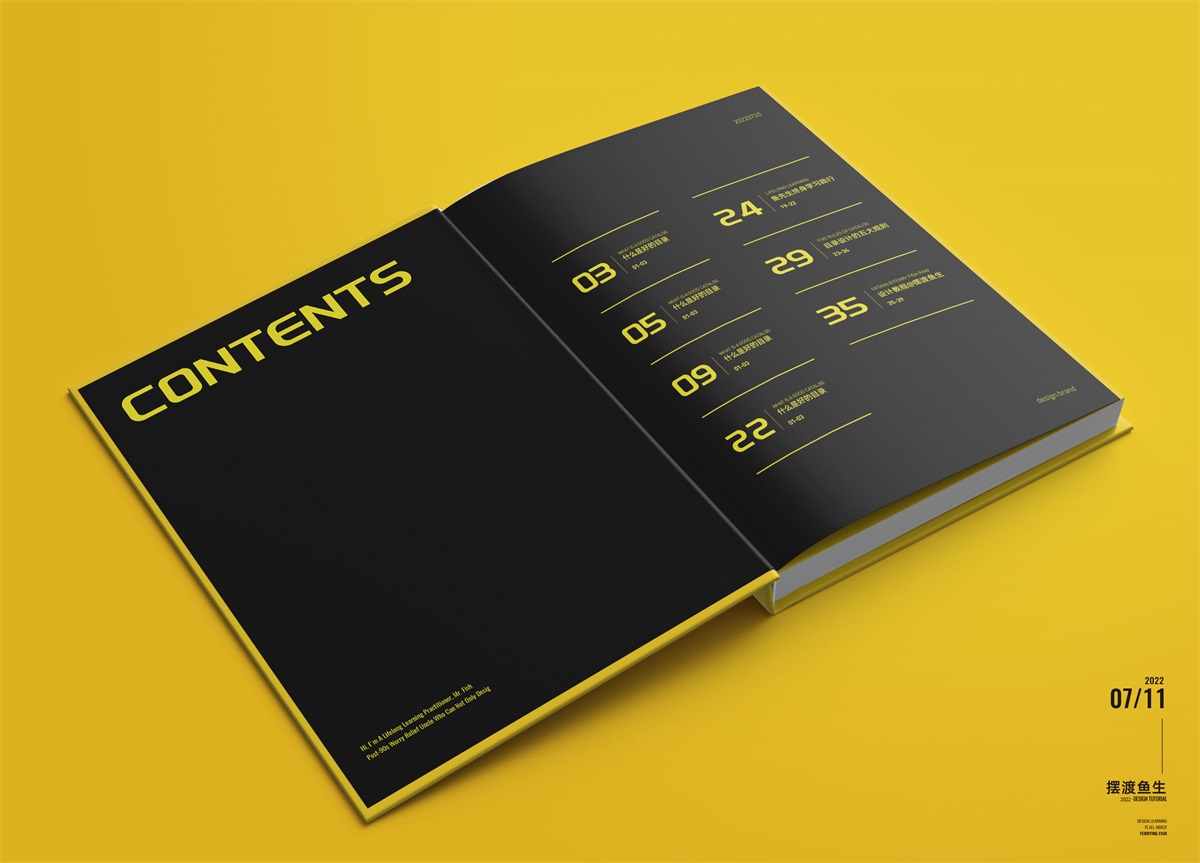 CONTENTS
Hi, I'm A Lifelong Learning Practitioner, Mr. Fish
Post-90s Worry Relief Uncle Who Can Not Only Desig
20220710
03
WHAT IS A GOOD CATALOG
什么是好的目录
01-03
05
WHAT IS A GOOD CATALOG
什么是好的目录
01-03
09
WHAT IS A GOOD CATALOG
什么是好的目录
01-03
22
WHAT IS A GOOD CATALOG
什么是好的目录
01-03
24
LIFELONG LEARNING
鱼先生终身学习践行
19-22
29
FIVE RULES OF CATALOG
目录设计的五大规则
23-34
35
设计教程@摆渡鱼生
35-39
design.brand
2022
07/11
摆渡鱼生
2022 -DESIGN TUTORIAL
DESIGN LEARNING
IS ALL ABOUT
FERRYING FISH